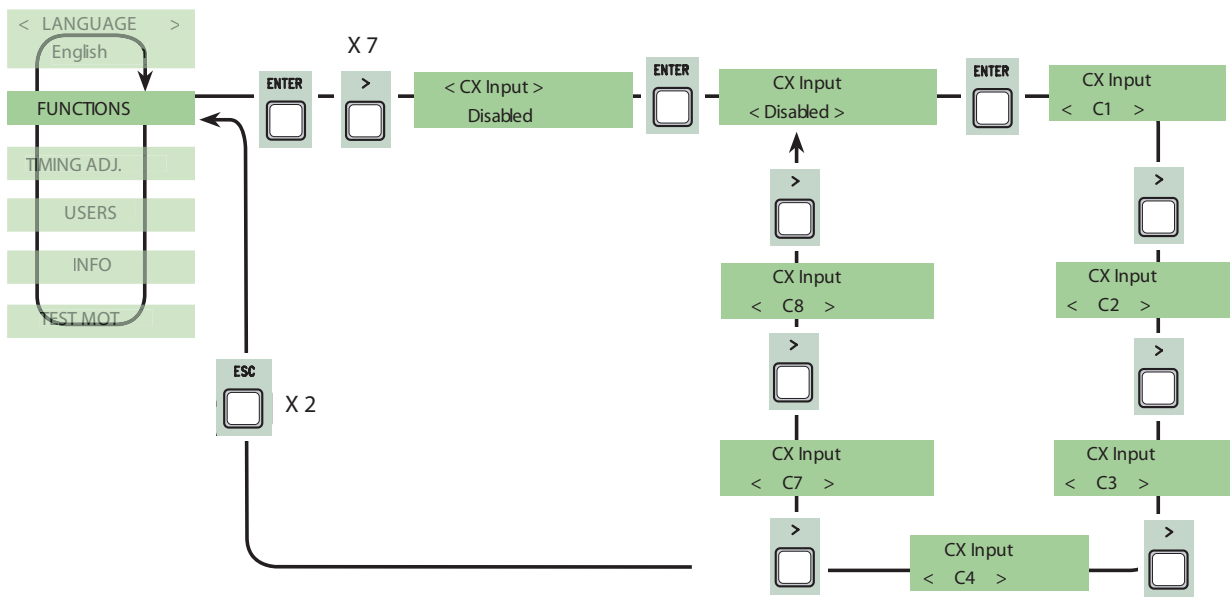 < LANGUAGE >
English
FUNCTIONS
TIMING ADJ.
USERS
INFO
TEST MOT
ENTER
X 7
>
< CX Input >
Disabled
ENTER
CX Input
< Disabled >
ENTER
CX Input
< C1 >
>
CX Input
< C2 >
>
CX Input
< C3 >
>
CX Input
< C4 >
>
CX Input
< C7 >
>
CX Input
< C8 >
>
ESC
X 2